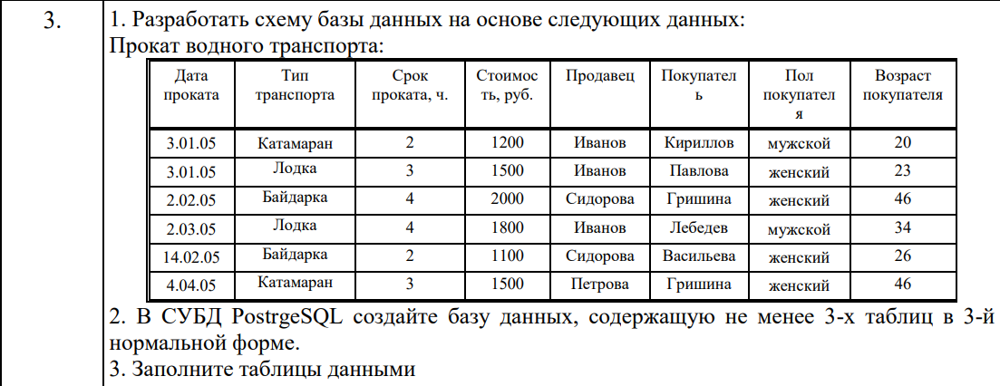 3.
1. Разработать схему базы данных на основе следующих данных:
Прокат водного транспорта:
Дата проката Тип транспорта Срок проката, ч. Стоимос ть, руб. Продавец Покупател ь Пол покупател я Возраст покупателя
3.01.05 Катамаран 2 1200 Иванов Кириллов мужской 20
3.01.05 Лодка 3 1500 Иванов Павлова женский 23
2.02.05 Байдарка 4 2000 Сидорова Гришина женский 46
2.03.05 Лодка 4 1800 Иванов Лебедев мужской 34
14.02.05 Байдарка 2 1100 Сидорова Васильева женский 26
4.04.05 Катамаран 3 1500 Петрова Гришина женский 46
2. В СУБД PostrgeSQL создайте базу данных, содержащую не менее 3-х таблиц в 3-й
нормальной форме.
3. Заполните таблицы данными